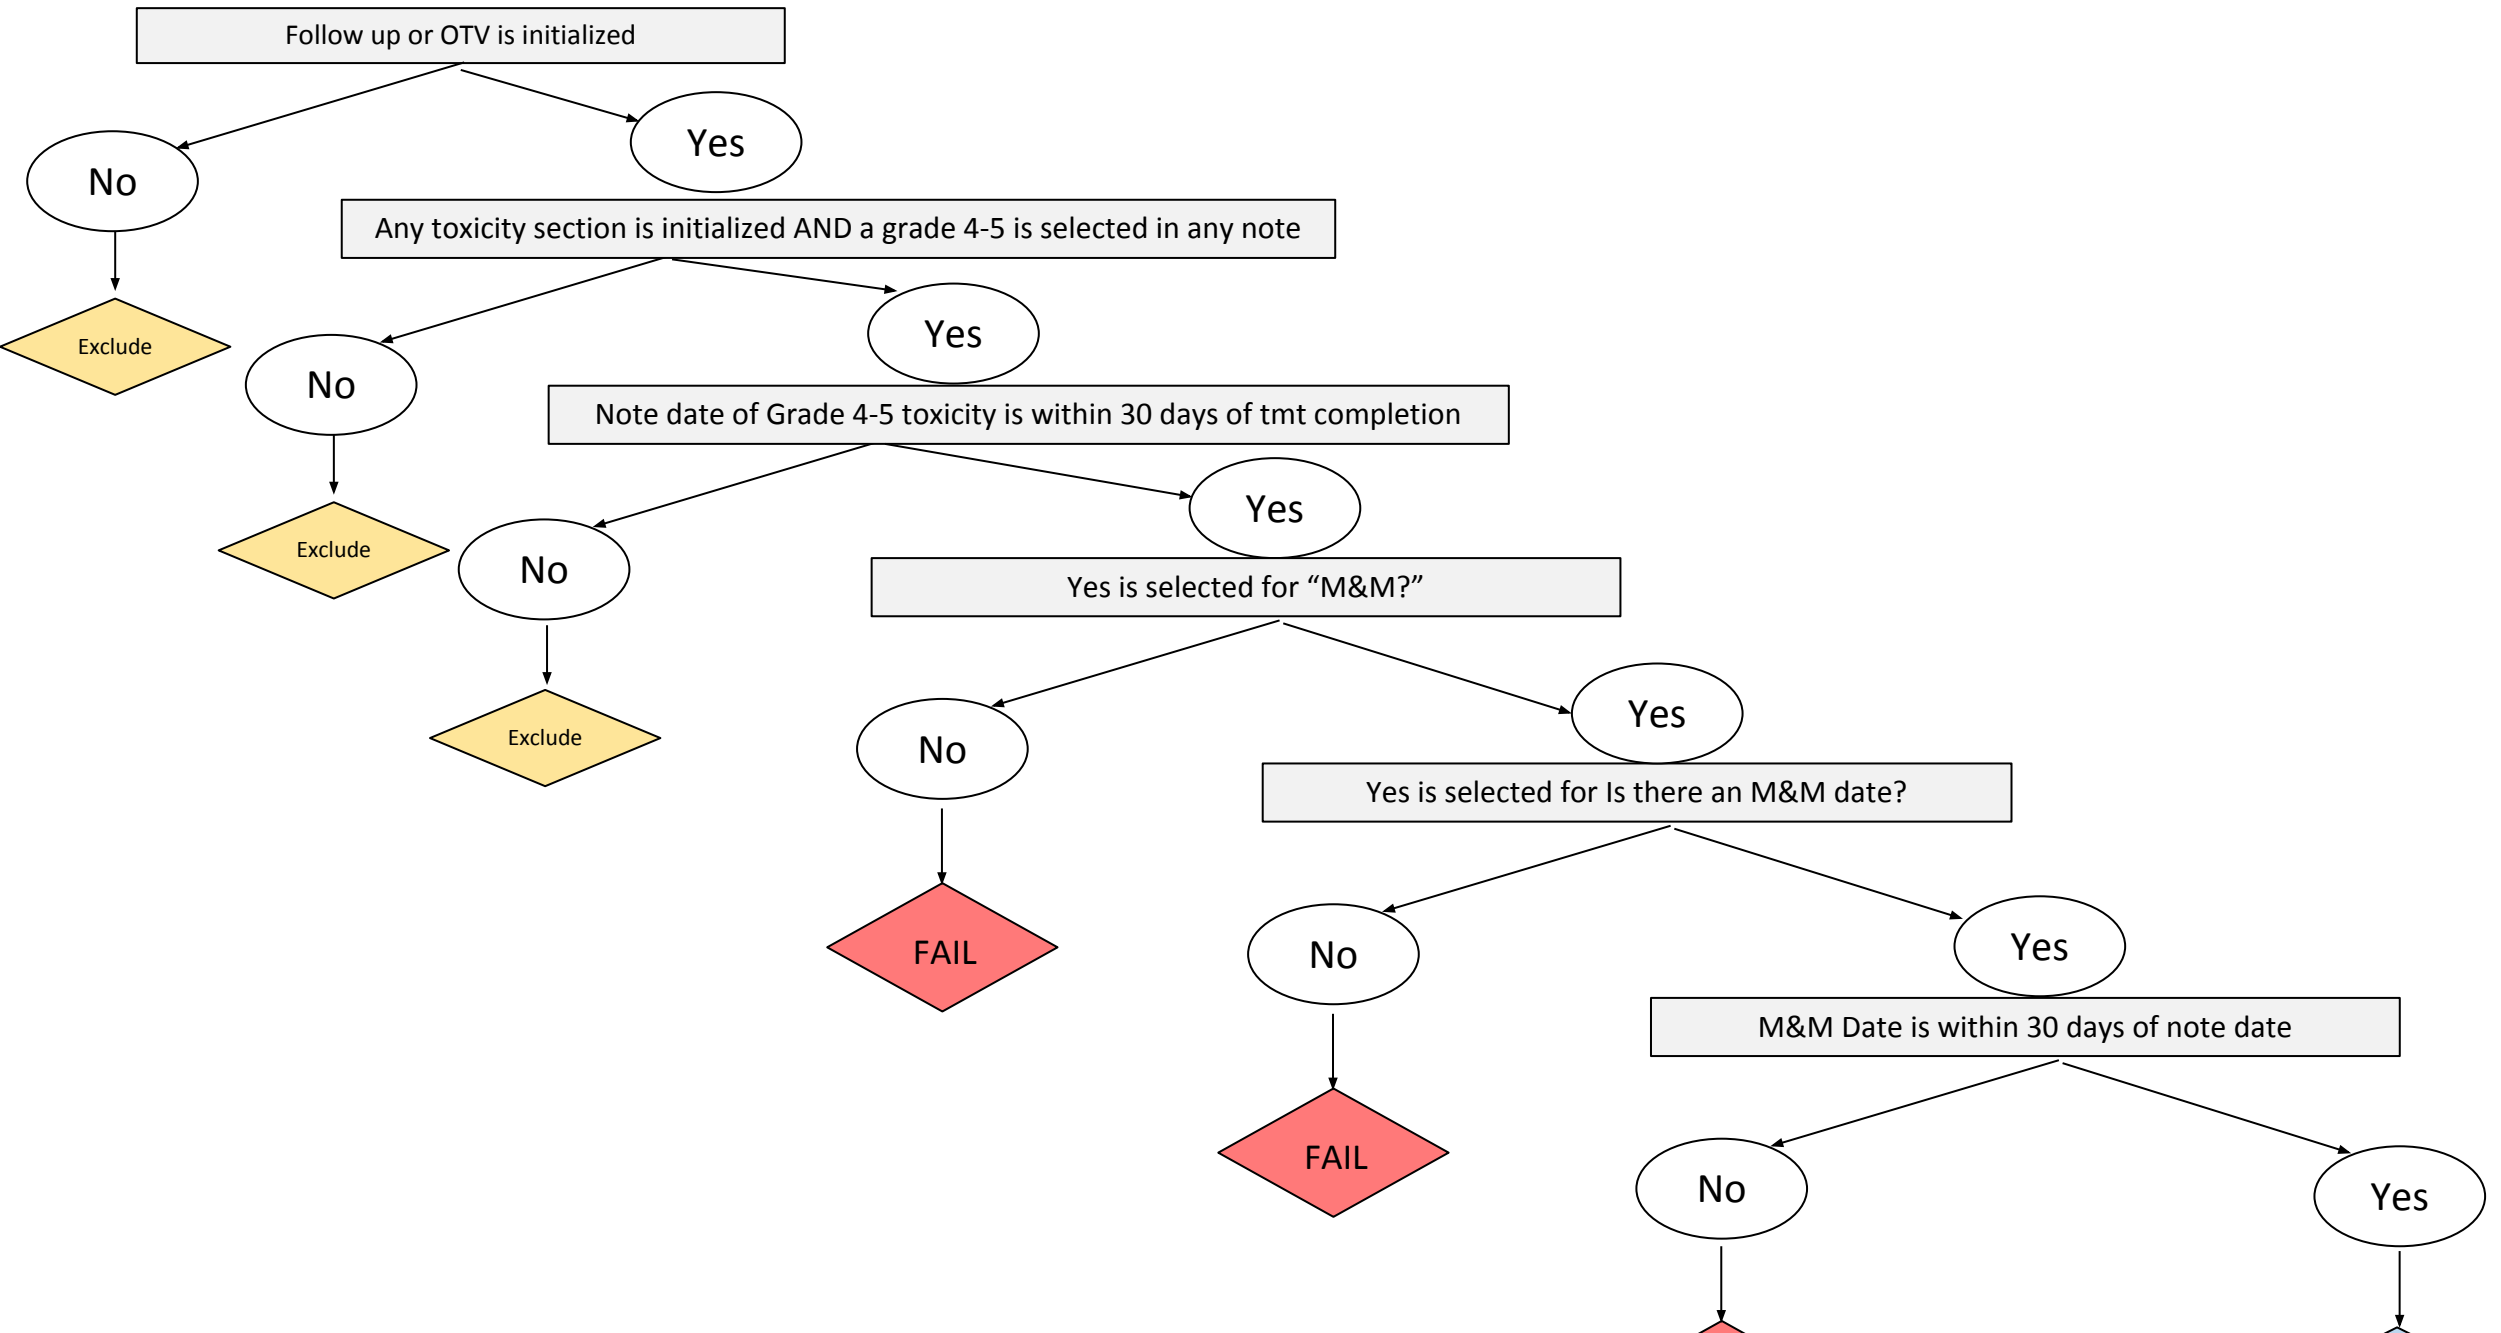 Follow up or OTV is initialized
Yes
No
Any toxicity section is initialized AND a grade 4-5 is selected in any note
Yes
Exclude
No
Note date of Grade 4-5 toxicity is within 30 days of tmt completion
Yes
Exclude
No
Yes is selected for “M&M?”
Yes
Exclude
No
Yes is selected for Is there an M&M date?
FAIL
Yes
No
M&M Date is within 30 days of note date
FAIL
No
Yes